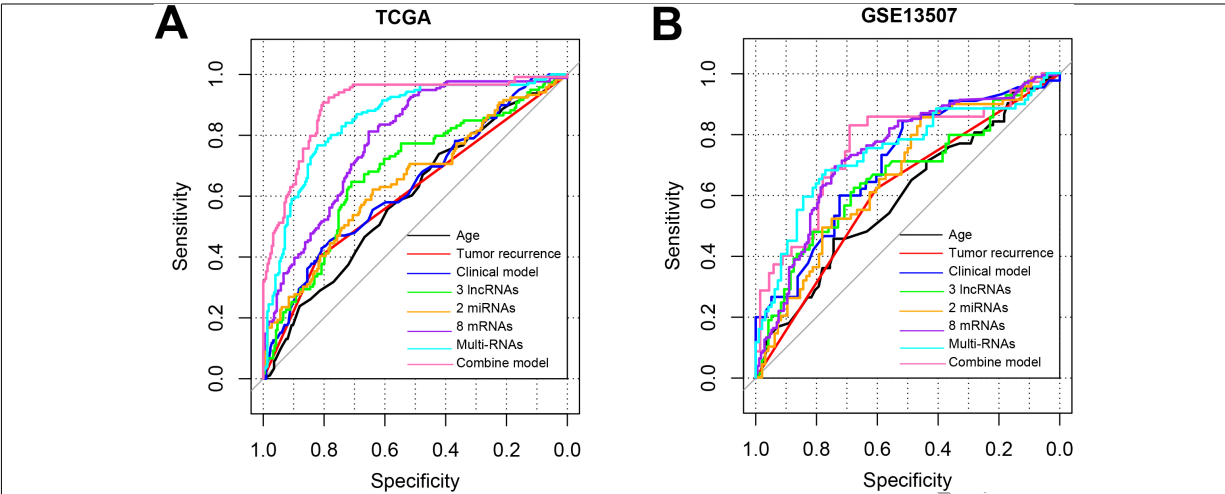 A
TCGA
Sensitivity
1.0
0.8
0.6
0.4
0.2
0.0
Age
Tumor recurrence
Clinical model
3 lncRNAs
2 miRNAs
8 mRNAs
Multi-RNAs
Combine model
1.0 0.8 0.6 0.4 0.2 0.0
Specificity
B
GSE13507
Sensitivity
1.0
0.8
0.6
0.4
0.2
0.0
Age
Tumor recurrence
Clinical model
3 lncRNAs
2 miRNAs
8 mRNAs
Multi-RNAs
Combine model
1.0 0.8 0.6 0.4 0.2 0.0
Specificity